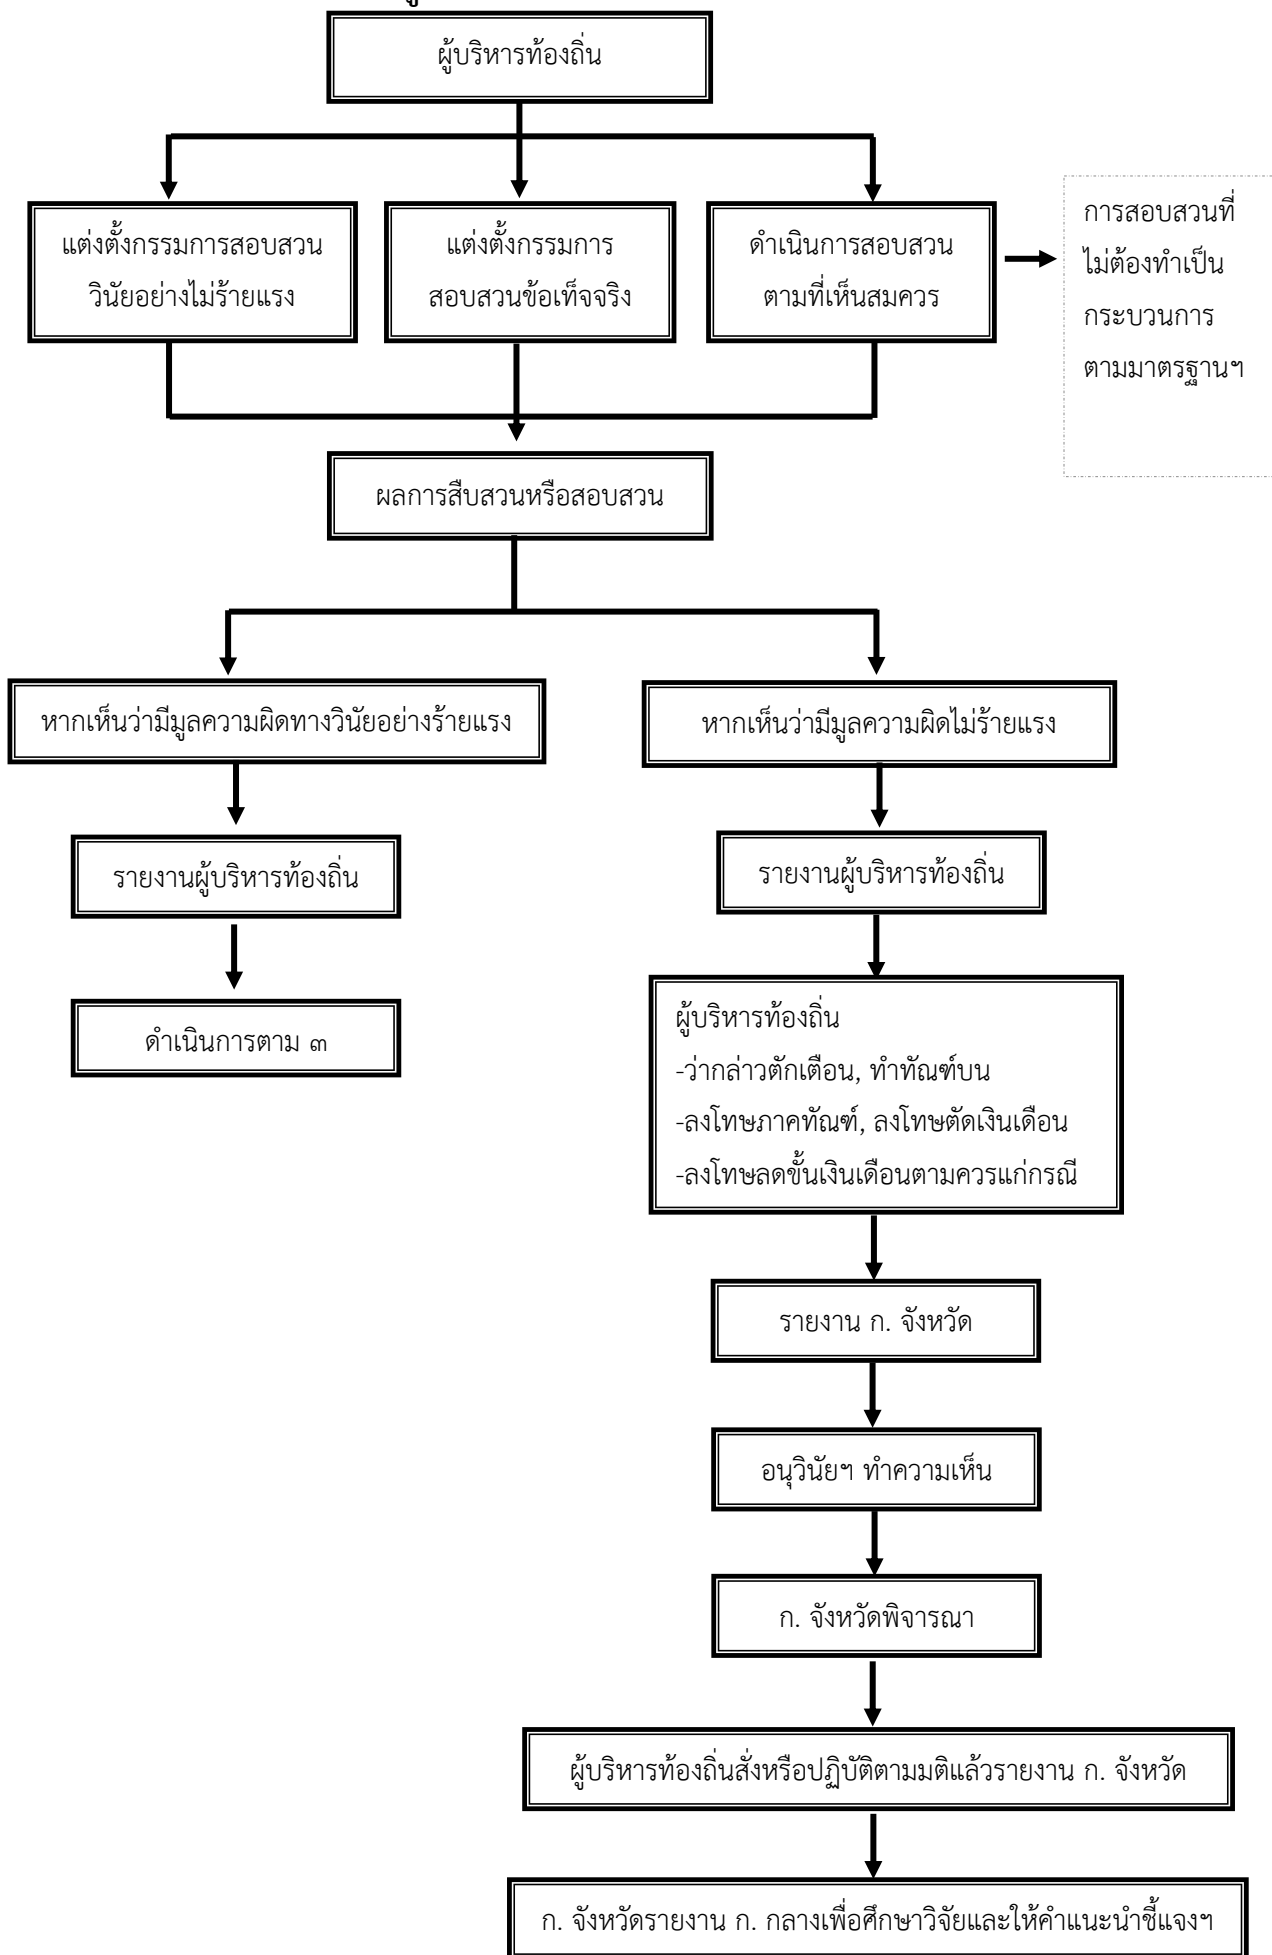 ผู้บริหารท้องถิ่น
แต่งตั้งกรรมการสอบสวน
วินัยอย่างไม่ร้ายแรง
แต่งตั้งกรรมการ
สอบสวนข้อเท็จจริง
ดำเนินการสอบสวน
ตามที่เห็นสมควร
การสอบสวนที่
ไม่ต้องทำเป็น
กระบวนการ
ตามมาตรฐานฯ
ผลการสืบสวนหรือสอบสวน
หากเห็นว่ามีมูลความผิดทางวินัยอย่างร้ายแรง
หากเห็นว่ามีมูลความผิดไม่ร้ายแรง
รายงานผู้บริหารท้องถิ่น
รายงานผู้บริหารท้องถิ่น
ดำเนินการตาม ๓
ผู้บริหารท้องถิ่น
-ว่ากล่าวตักเตือน, ทำทัณฑ์บน
-ลงโทษภาคทัณฑ์, ลงโทษตัดเงินเดือน
-ลงโทษลดขั้นเงินเดือนตามควรแก่กรณี
รายงาน ก. จังหวัด
อนุวินัยฯ ทำความเห็น
ก. จังหวัดพิจารณา
ผู้บริหารท้องถิ่นสั่งหรือปฏิบัติตามมติแล้วรายงาน ก. จังหวัด
ก. จังหวัดรายงาน ก. กลางเพื่อศึกษาวิจัยและให้คำแนะนำชี้แจงฯ